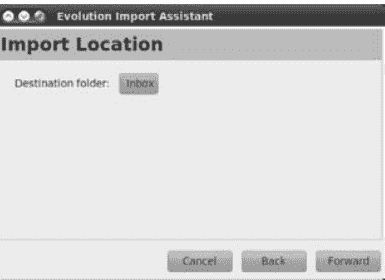 Evolution Import Assistant
Import Location
Destination folder: Inbox
Cancel Back Forward